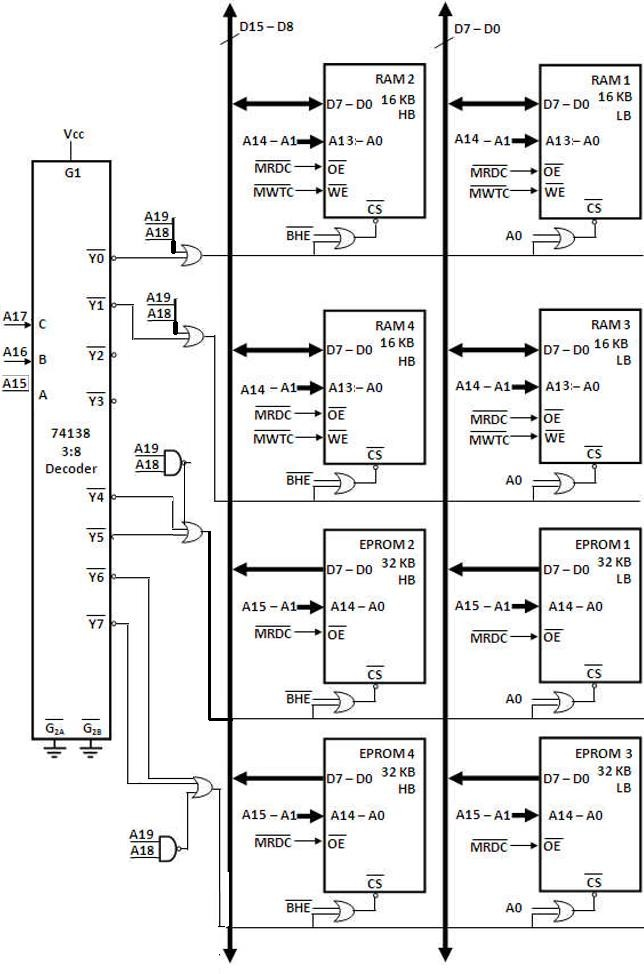 D15 – D8
D7 – D0
RAM 2
D7 – D0 16 KB
HB
A14 – A1 A13:– A0
MRDC OE
MWTC WE
CS
BHE
RAM 1
D7 – D0 16 KB
LB
A14 – A1 A13:– A0
MRDC OE
MWTC WE
CS
A0
Vcc
G1
A19
A18
Y0
A19
A18
Y1
A17 C
A16 B
A15 A
Y2
Y3
74138
3:8
Decoder
A19
A18
Y4
Y5
Y6
Y7
G2A G2B
A19
A18
RAM 4
16 KB
D7 – D0
HB
A14 – A1 A13:– A0
MRDC OE
MWTC WE
CS
BHE
RAM 3
16 KB
D7 – D0
LB
A14 – A1 A13:– A0
MRDC OE
MWTC WE
CS
A0
EPROM 2
32 KB
D7 – D0
HB
A15 – A1 A14 – A0
MRDC OE
CS
BHE
EPROM 1
32 KB
D7 – D0
LB
A15 – A1 A14 – A0
MRDC OE
CS
A0
EPROM 4
32 KB
D7 – D0
HB
A15 – A1 A14 – A0
MRDC OE
CS
BHE
EPROM 3
32 KB
D7 – D0
LB
A15 – A1 A14 – A0
MRDC OE
CS
A0